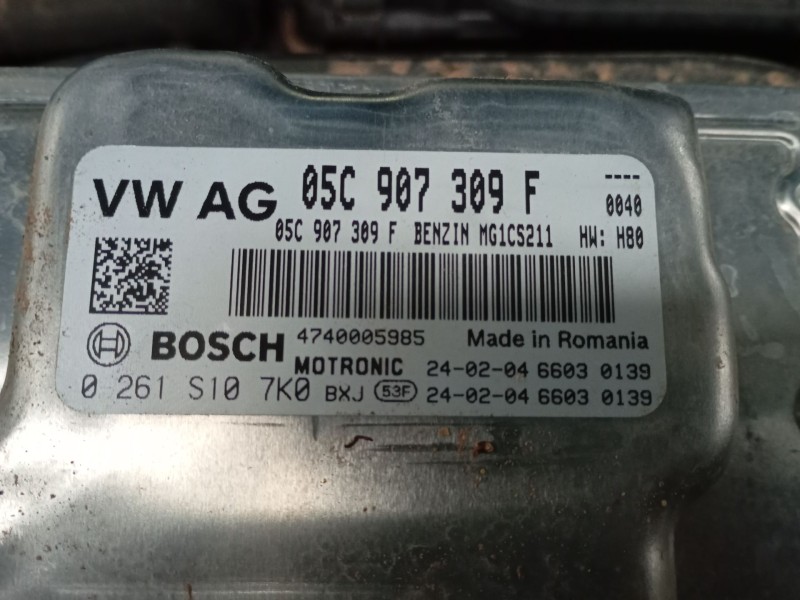 VW AG 05C 907 309 F ----
0040
05C 907 309 F BENZIN MG1CS211 HW: H80
BOSCH 4740005985 Made in Romania
MOTRONIC 24-02-04 6603 0139
0 261 S10 7K0 BXJ 53F 24-02-04 6603 0139